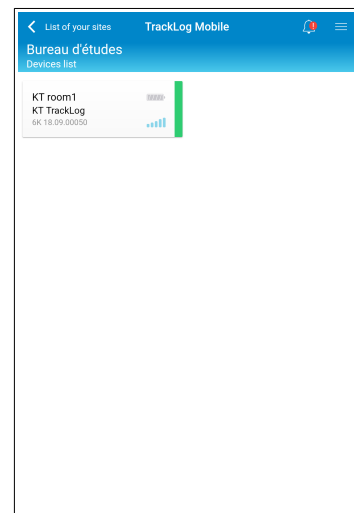 List of your sites
TrackLog Mobile
Bureau d'études
Devices list
KT room1
KT TrackLog
6K 18.09.00050